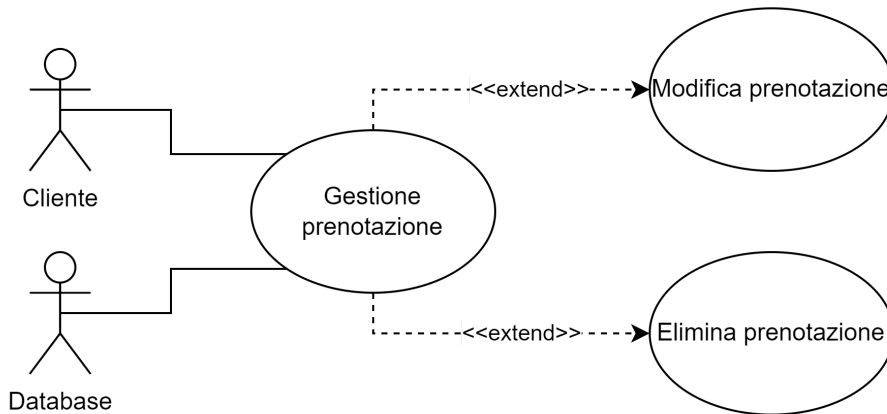 <<extend>>
Modifica prenotazione
Cliente
Gestione
prenotazione
<<extend>>
Elimina prenotazione
Database